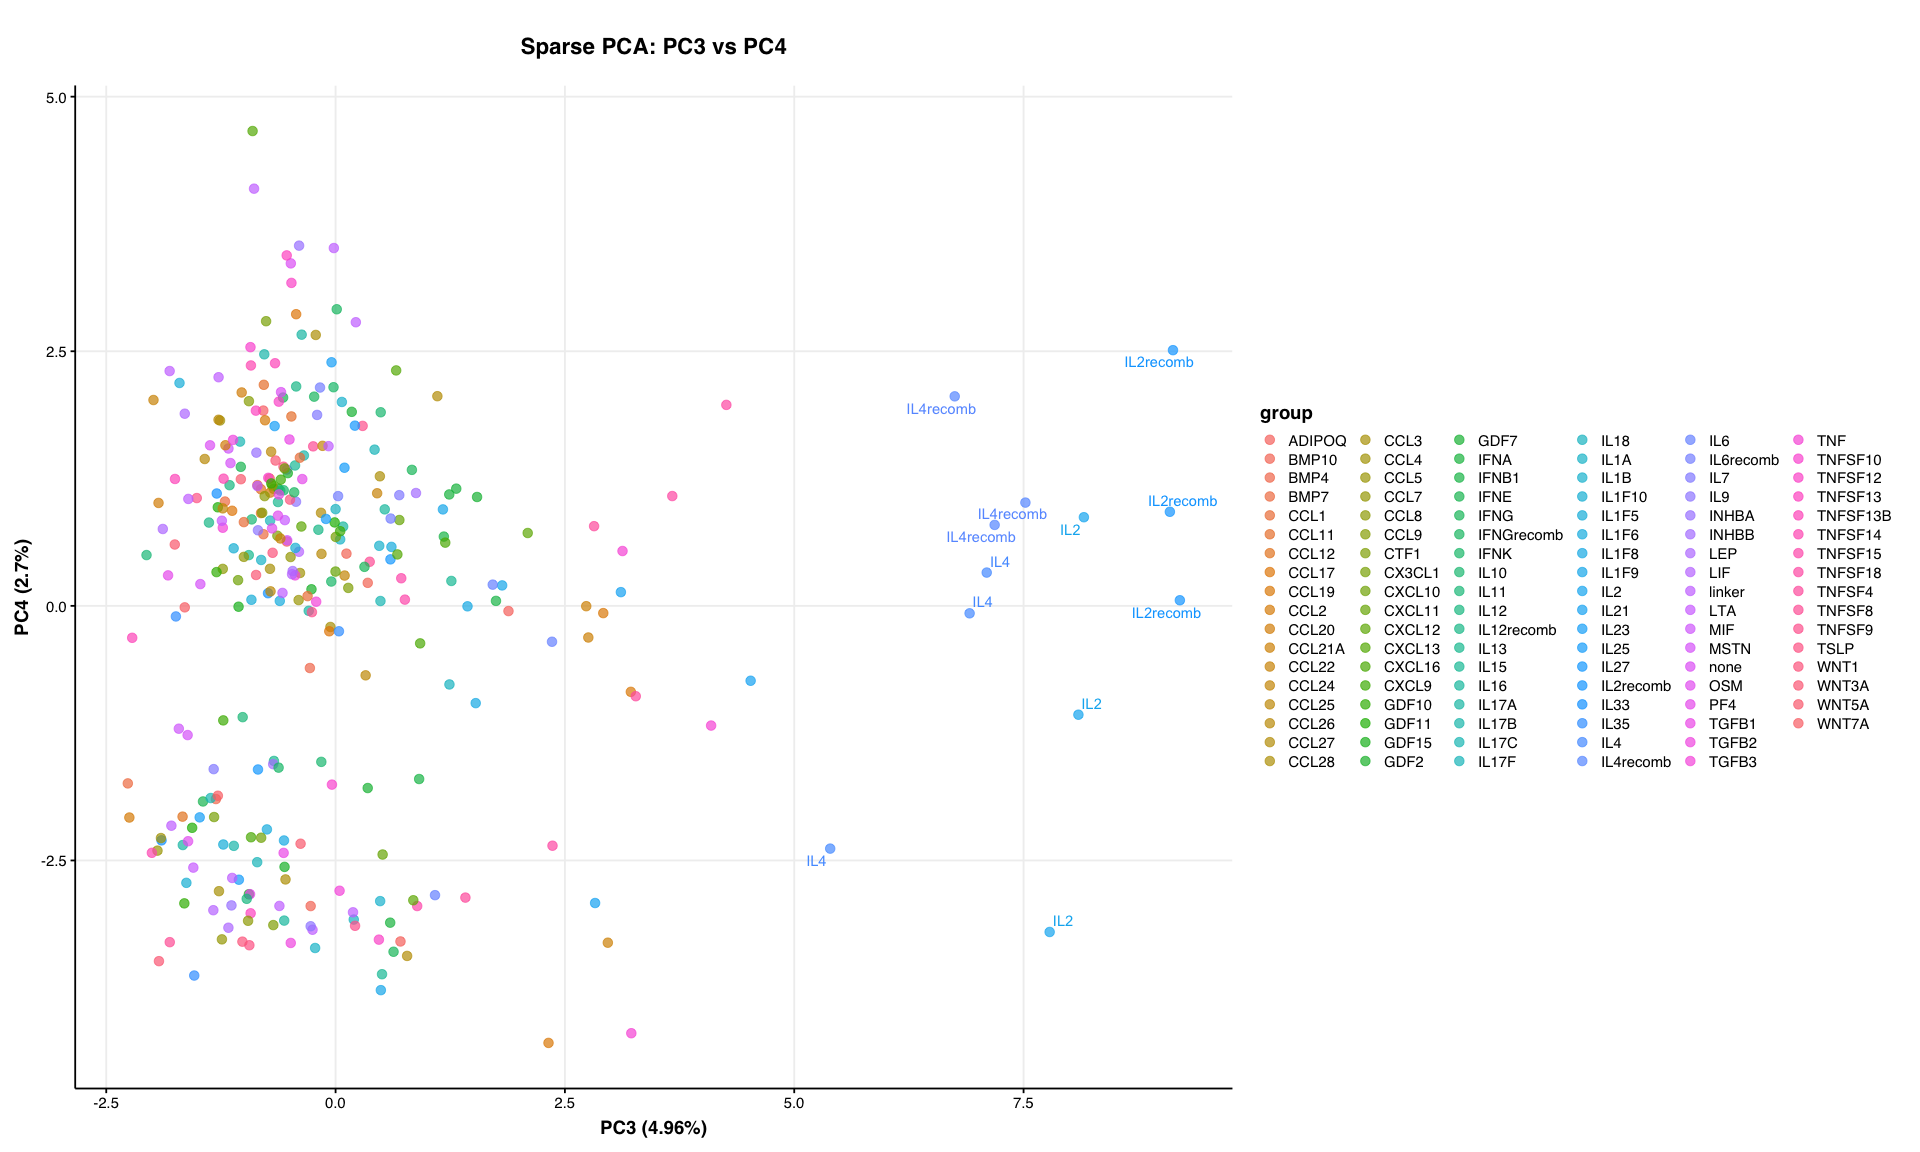 Sparse PCA: PC3 vs PC4
5.0
2.5
0.0
-2.5
PC4 (2.7%)
IL2recomb
IL4recomb
IL2recomb
IL4recomb
IL2
IL4recomb
IL4
IL4
IL2recomb
IL2
IL4
IL2
-2.5 0.0 2.5 5.0 7.5
PC3 (4.96%)
group
ADIPOQ CCL3 GDF7 IL18 IL6 TNF
BMP10 CCL4 IFNA IL1A IL6recomb TNFSF10
BMP4 CCL5 IFNB1 IL1B IL7 TNFSF12
BMP7 CCL7 IFNE IL1F10 IL9 TNFSF13
CCL1 CCL8 IFNG IL1F5 INHBA TNFSF13B
CCL11 CCL9 IFNGrecomb IL1F6 INHBB TNFSF14
CCL12 CTF1 IFNK IL1F8 LEP TNFSF15
CCL17 CX3CL1 IL10 IL1F9 LIF TNFSF18
CCL19 CXCL10 IL11 IL2 linker TNFSF4
CCL2 CXCL11 IL12 IL21 LTA TNFSF8
CCL20 CXCL12 IL12recomb IL23 MIF TNFSF9
CCL21A CXCL13 IL13 IL25 MSTN TSLP
CCL22 CXCL16 IL15 IL27 none WNT1
CCL24 CXCL9 IL16 IL2recomb OSM WNT3A
CCL25 GDF10 IL17A IL33 PF4 WNT5A
CCL26 GDF11 IL17B IL35 TGFB1 WNT7A
CCL27 GDF15 IL17C IL4 TGFB2
CCL28 GDF2 IL17F IL4recomb TGFB3